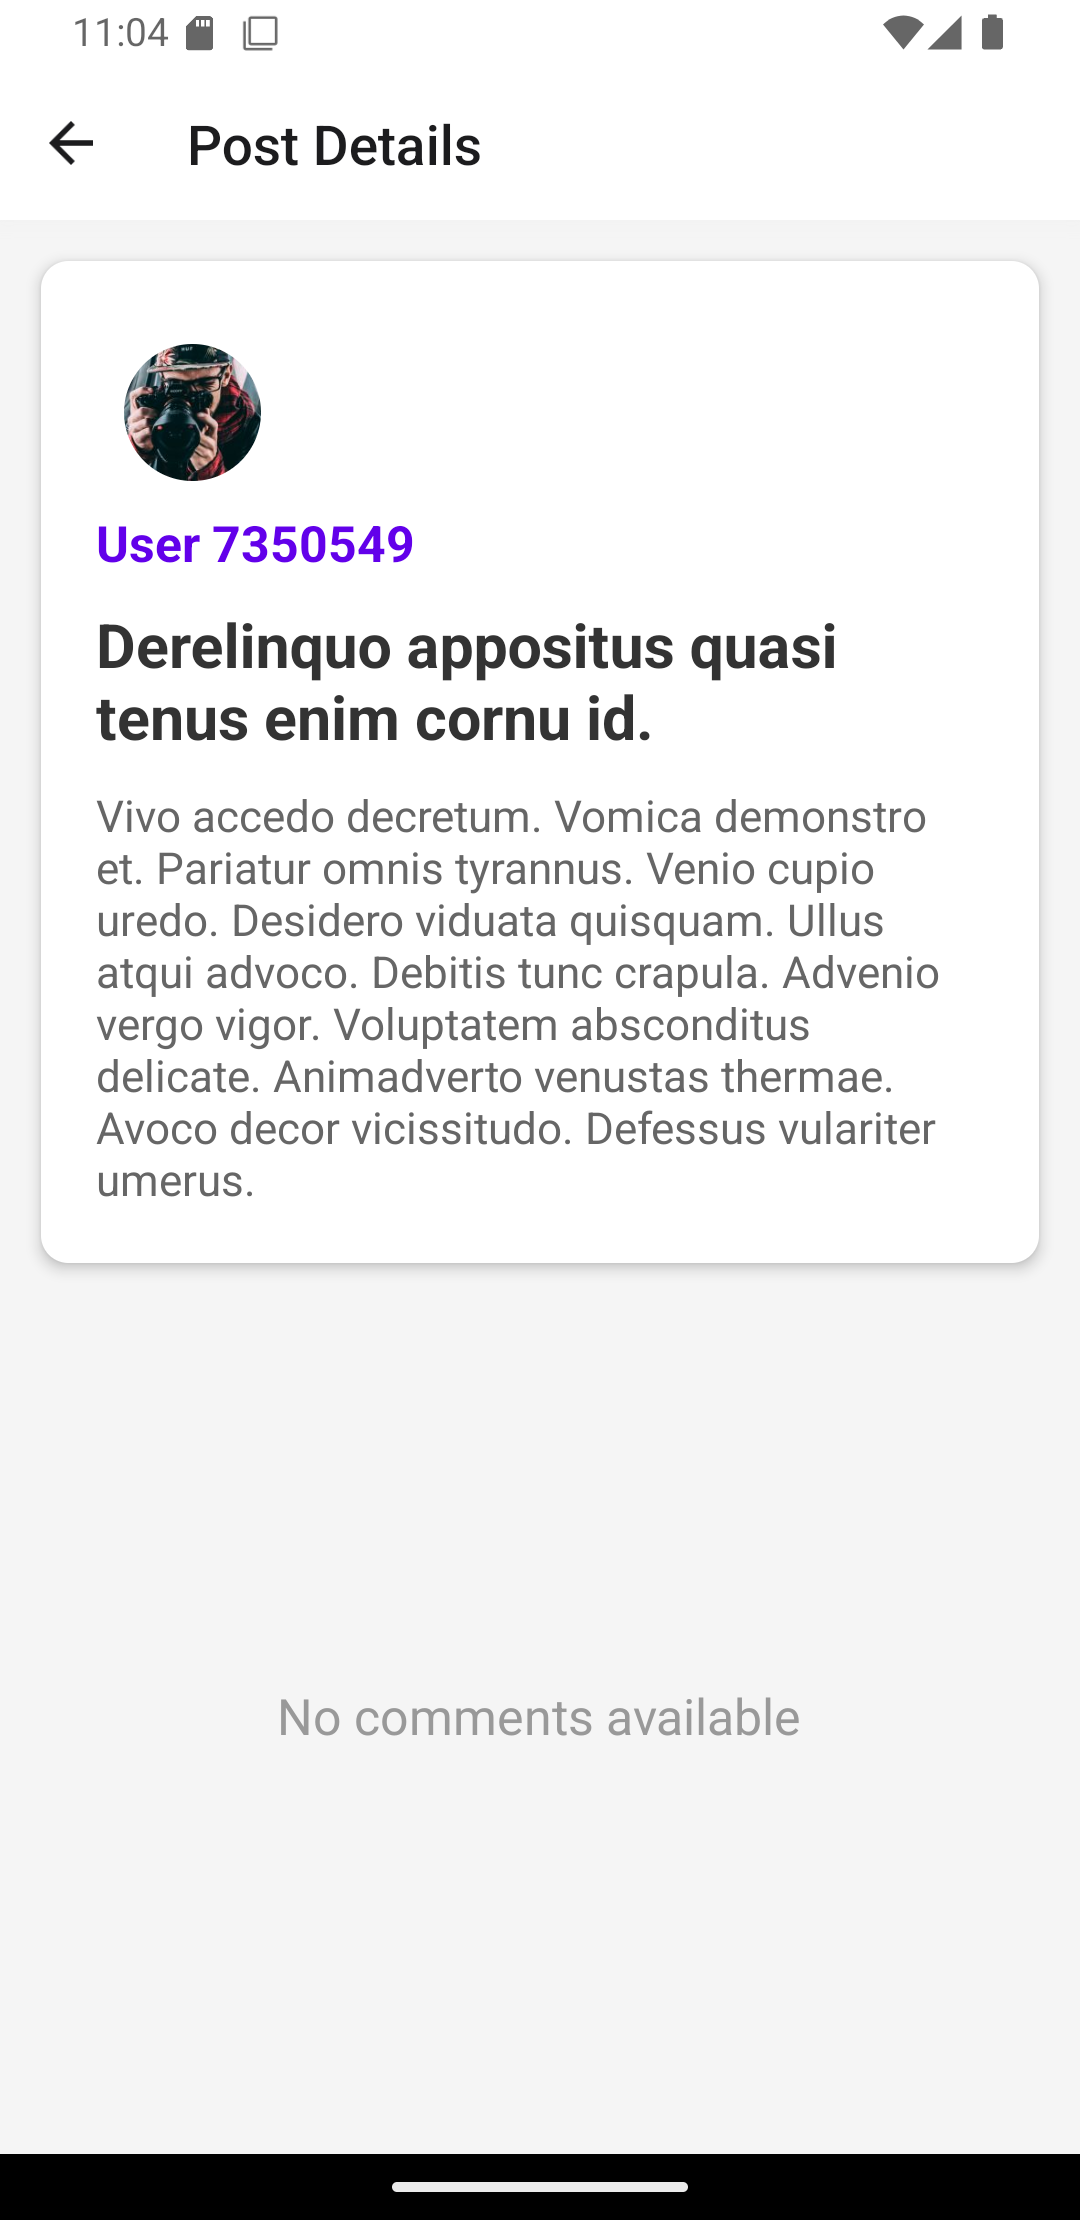 11:04
Post Details
User 7350549
Derelinquo appositus quasi
tenus enim cornu id.
Vivo accedo decretum. Vomica demonstro
et. Pariatur omnis tyrannus. Venio cupio
uredo. Desidero viduata quisquam. Ullus
atqui advoco. Debitis tunc crapula. Advenio
vergo vigor. Voluptatem absconditus
delicate. Animadverto venustas thermae.
Avoco decor vicissitudo. Defessus vulariter
umerus.
No comments available